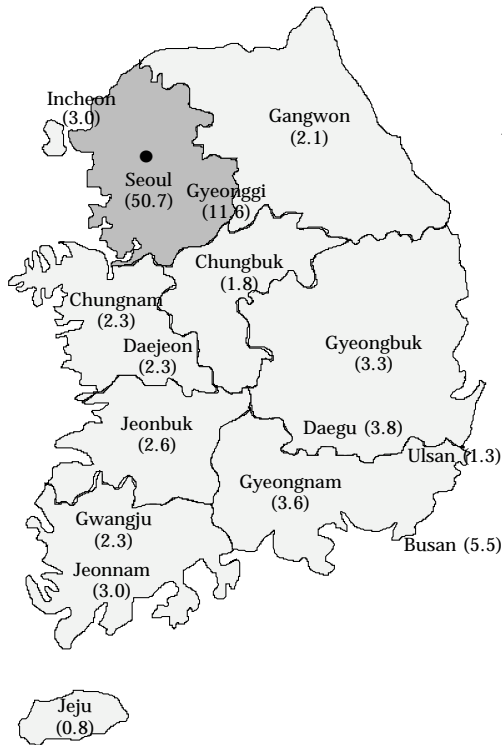 Incheon
(3.0)
Gangwon
(2.1)
Seoul
(50.7)
Gyeonggi
(11.6)
Chungbuk
(1.8)
Chungnam
(2.3)
Daejeon
(2.3)
Gyeongbuk
(3.3)
Jeonbuk
(2.6)
Daegu (3.8)
Ulsan (1.3)
Gyeongnam
(3.6)
Gwangju
(2.3)
Busan (5.5)
Jeonnam
(3.0)
Jeju
(0.8)